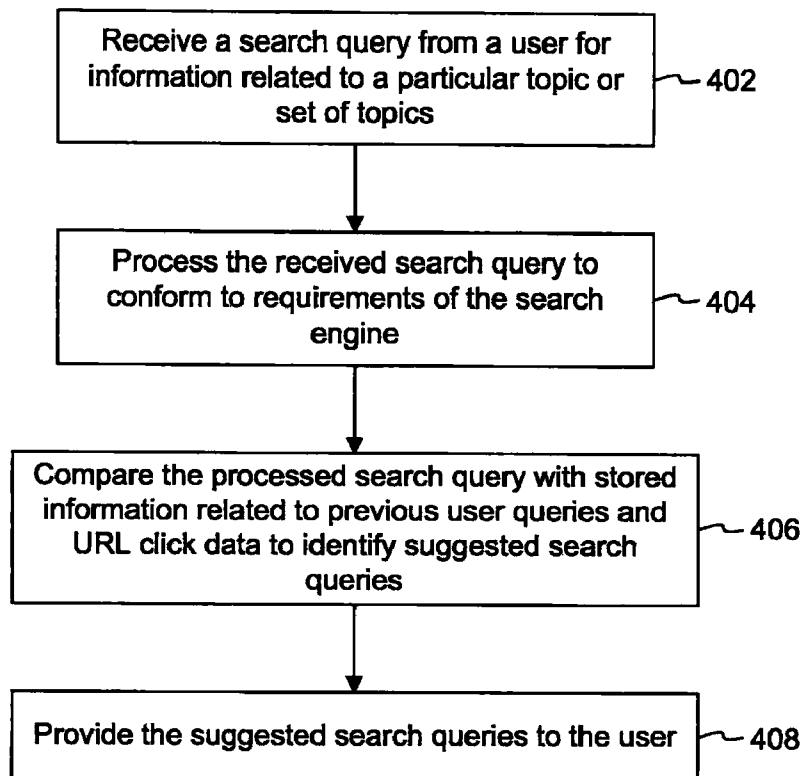 Receive a search query from a user for
information related to a particular topic or
set of topics
402
Process the received search query to
conform to requirements of the search
engine
404
Compare the processed search query with stored
information related to previous user queries and
URL click data to identify suggested search
queries
406
Provide the suggested search queries to the user
408